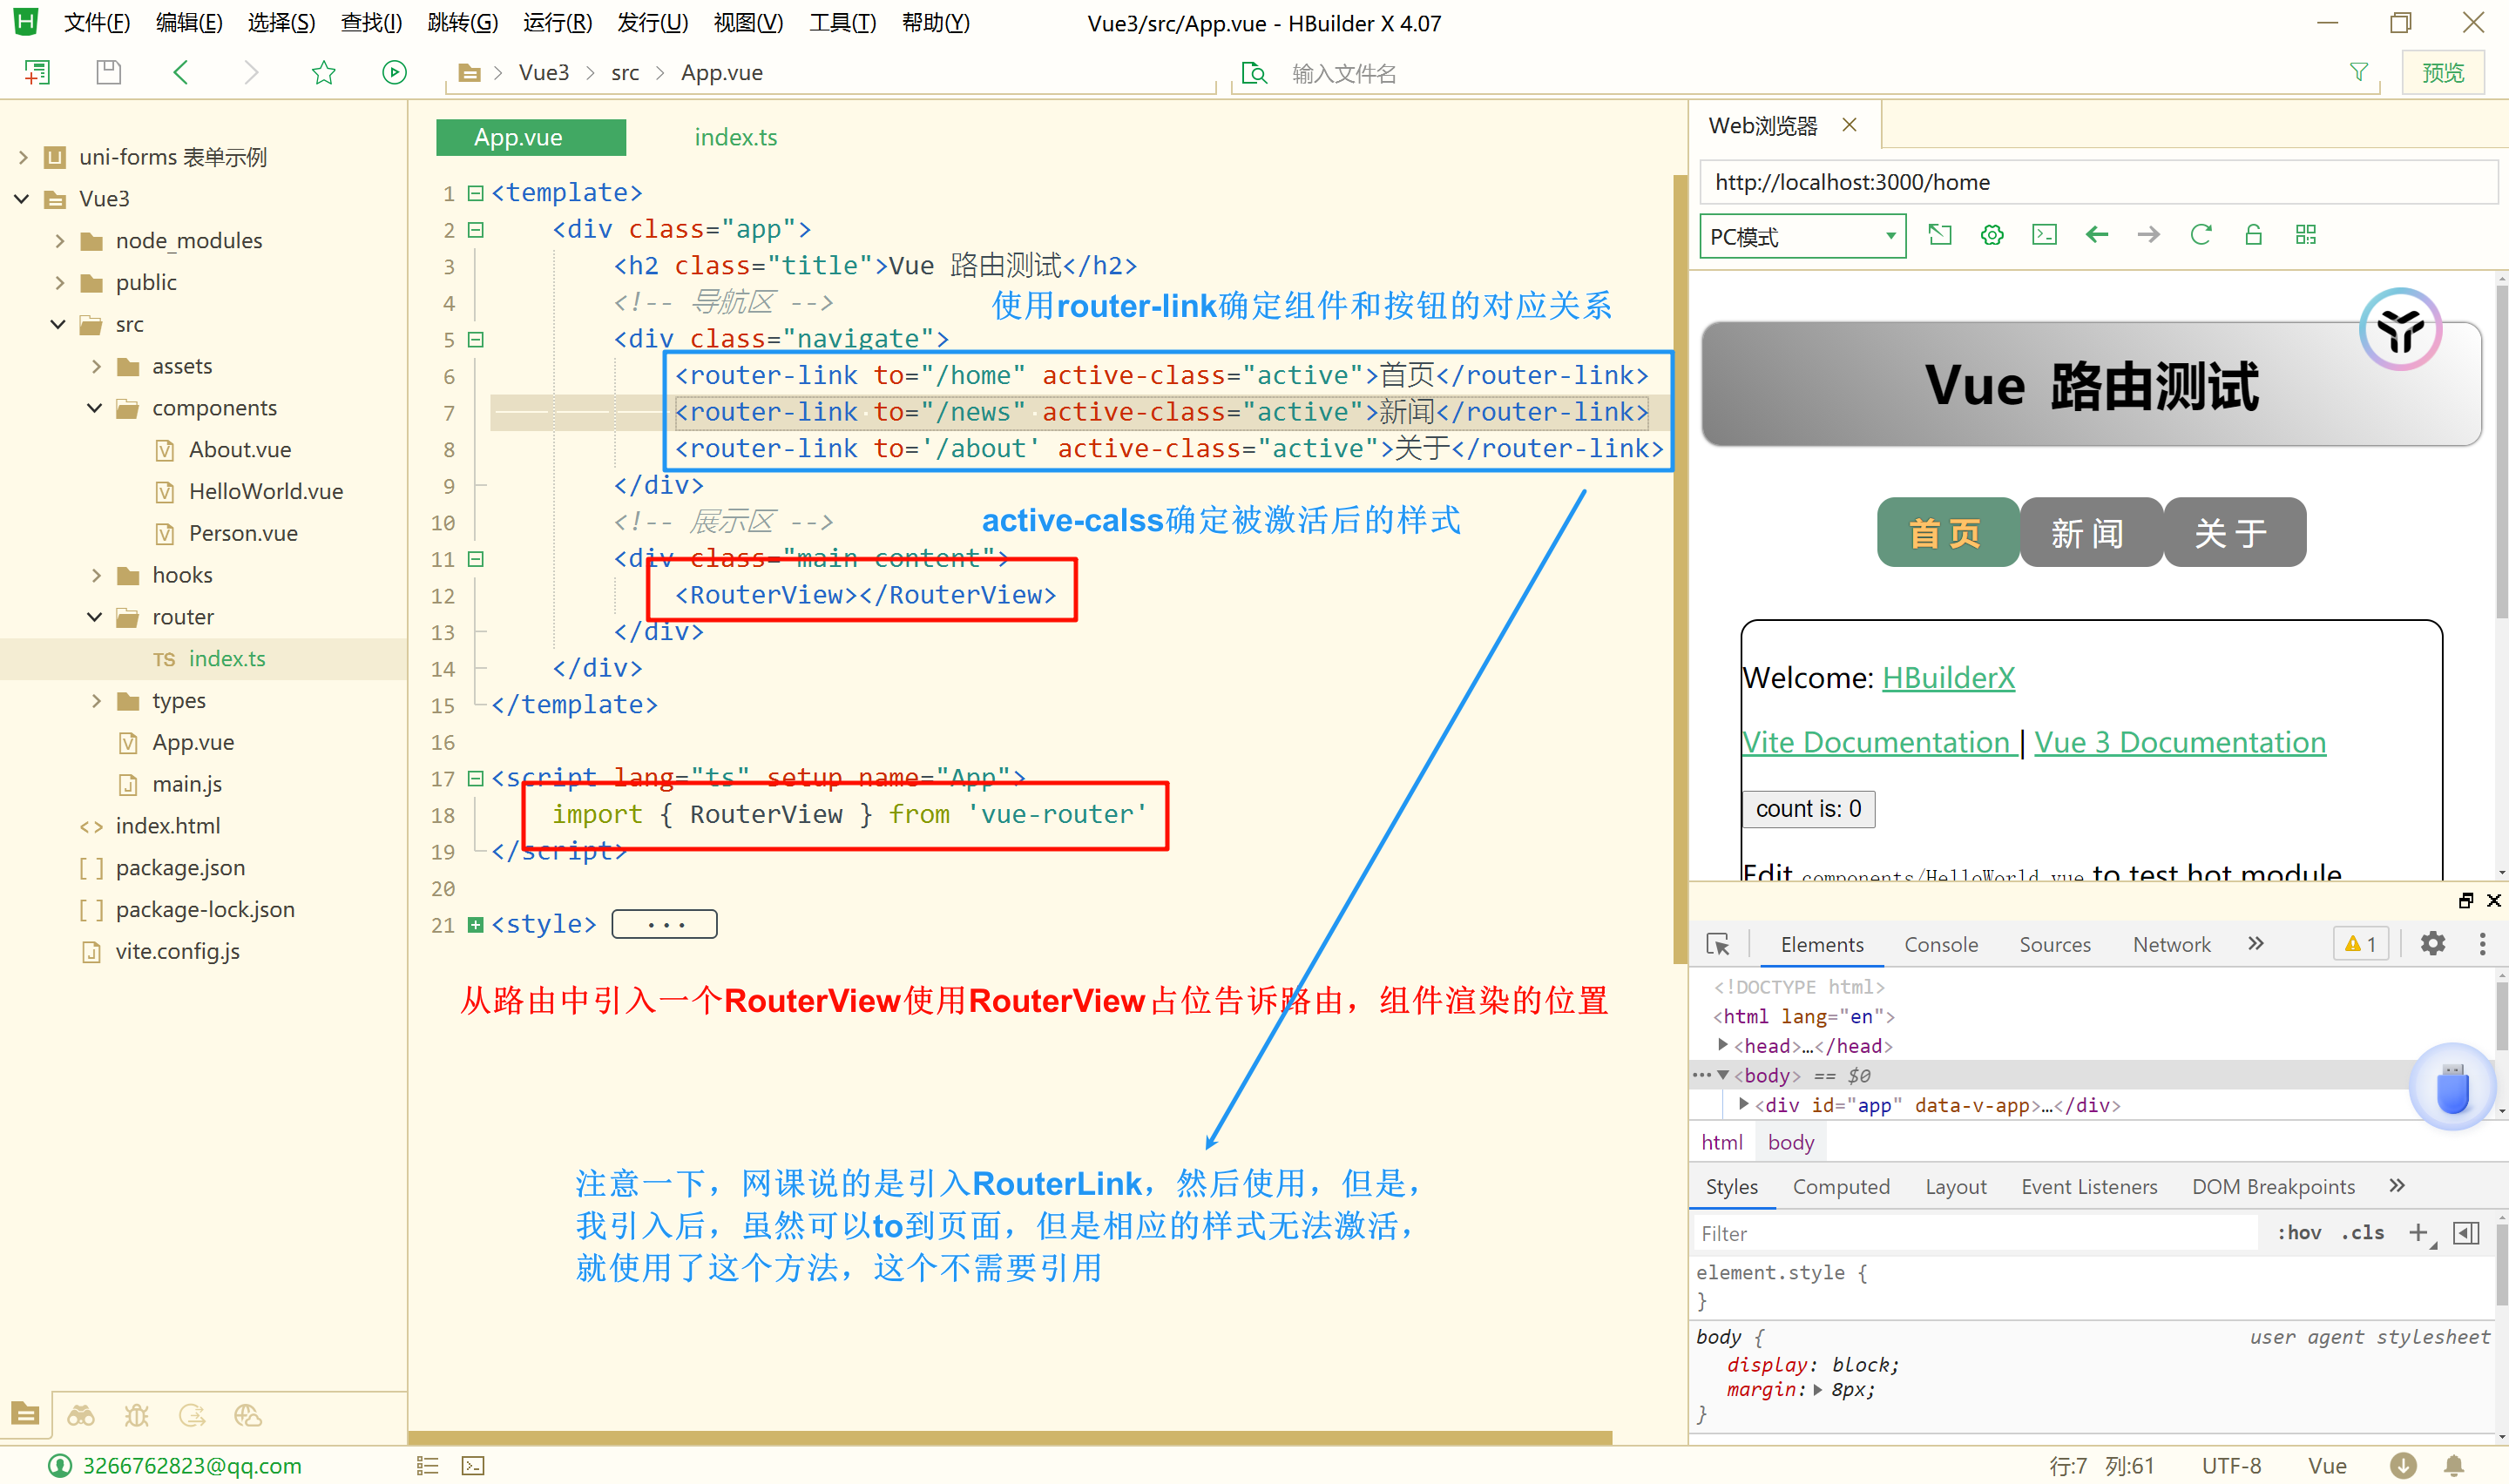 文件(F) 编辑(E) 选择(S) 查找(I) 跳转(G) 运行(R) 发行(U) 视图(V) 工具(T) 帮助(Y) Vue3/src/App.vue - HBuilder X 4.07
Vue3 src App.vue 输入文件名 预览
uni-forms 表单示例
Vue3
node_modules
public
src
assets
components
About.vue
HelloWorld.vue
Person.vue
hooks
router
TS index.ts
types
App.vue
main.js
index.html
package.json
package-lock.json
vite.config.js
App.vue index.ts
1 <template>
2 <div class="app">
3 <h2 class="title">Vue 路由测试</h2>
4 <!-- 导航区 -->
使用router-link确定组件和按钮的对应关系
5 <div class="navigate">
6 <router-link to="/home" active-class="active">首页</router-link>
7 <router-link to="/news" active-class="active">新闻</router-link>
8 <router-link to='/about' active-class="active">关于</router-link>
9 </div>
10 <!-- 展示区 -->
active-calss确定被激活后的样式
11 <div class="main-content">
12 <RouterView></RouterView>
13 </div>
14 </div>
15 </template>
16
17 <script lang="ts" setup name="App">
18 import { RouterView } from 'vue-router'
19 </script>
20
21 <style> ...
从路由中引入一个RouterView使用RouterView占位告诉路由，组件渲染的位置
注意一下，网课说的是引入RouterLink，然后使用，但是，
我引入后，虽然可以to到页面，但是相应的样式无法激活，
就使用了这个方法，这个不需要引用
Web浏览器
http://localhost:3000/home
PC模式
Vue 路由测试
首页 新闻 关于
Welcome: HBuilderX
Vite Documentation | Vue 3 Documentation
count is: 0
Edit components/HelloWorld.vue to test hot module
Elements Console Sources Network 1
<!DOCTYPE html>
<html lang="en">
<head>…</head>
<body> == $0
<div id="app" data-v-app>…</div>
html body
Styles Computed Layout Event Listeners DOM Breakpoints
Filter :hov .cls
element.style {
}
body { user agent stylesheet
display: block;
margin: 8px;
}
3266762823@qq.com 行:7 列:61 UTF-8 Vue